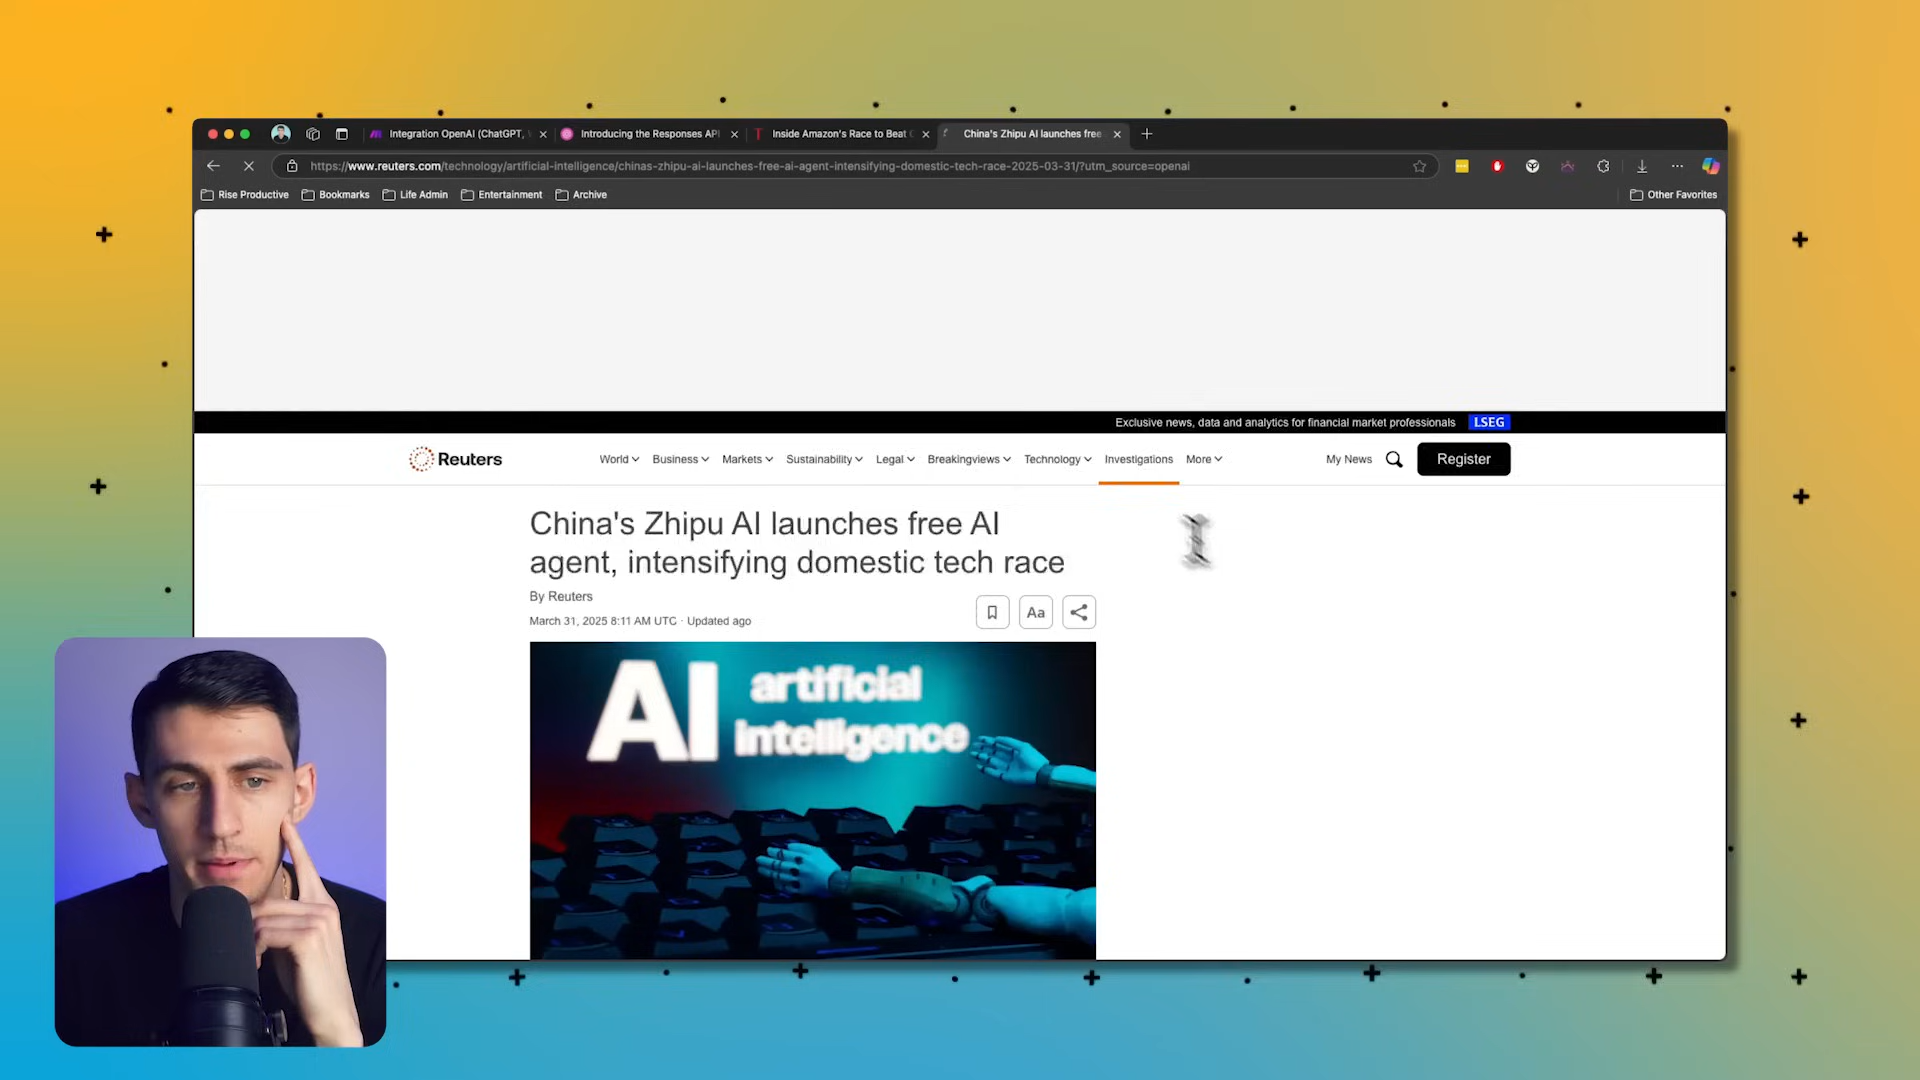 Integration OpenAI (ChatGPT,
Introducing the Responses API
Inside Amazon's Race to Beat
China's Zhipu AI launches free
https://www.reuters.com/technology/artificial-intelligence/chinas-zhipu-ai-launches-free-ai-agent-intensifying-domestic-tech-race-2025-03-31/?utm_source=openai
Rise Productive
Bookmarks
Life Admin
Entertainment
Archive
Other Favorites
Exclusive news, data and analytics for financial market professionals LSEG
Reuters
World
Business
Markets
Sustainability
Legal
Breakingviews
Technology
Investigations
More
My News
Register
China's Zhipu AI launches free AI
agent, intensifying domestic tech race
By Reuters
March 31, 2025 8:11 AM UTC · Updated ago
Aa
AI artificial
intelligence